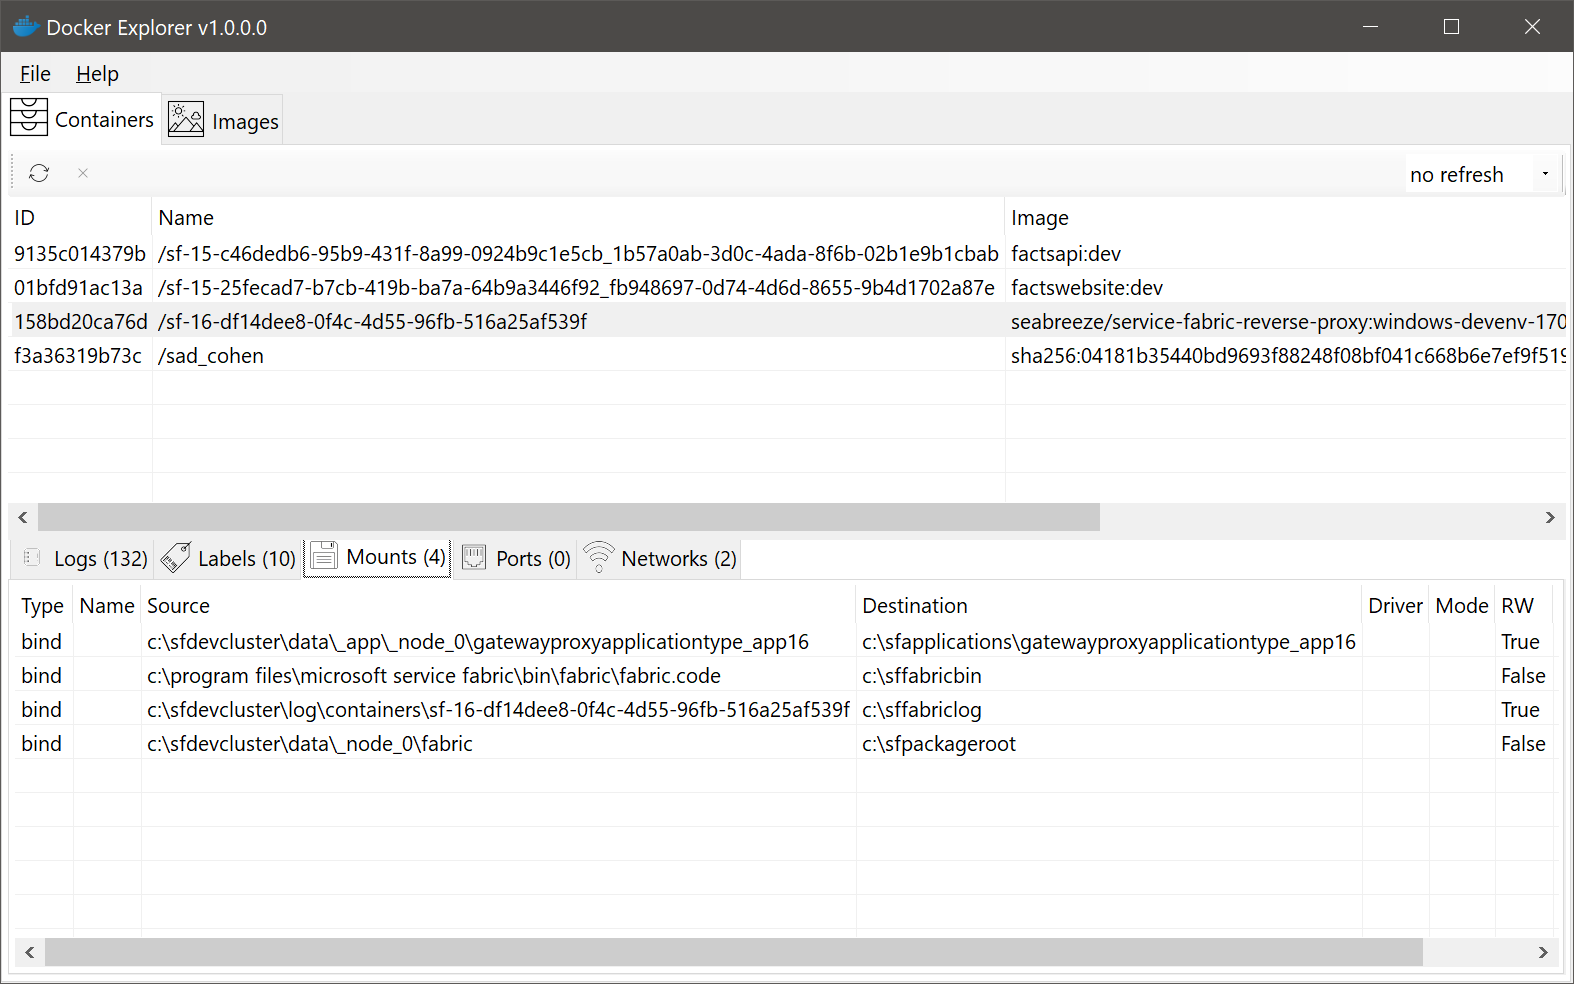 Docker Explorer v1.0.0.0
File Help
Containers Images
no refresh
ID Name Image
9135c014379b /sf-15-c46dedb6-95b9-431f-8a99-0924b9c1e5cb_1b57a0ab-3d0c-4ada-8f6b-02b1e9b1cbab factsapi:dev
01bfd91ac13a /sf-15-25fecad7-b7cb-419b-ba7a-64b9a3446f92_fb948697-0d74-4d6d-8655-9b4d1702a87e factswebsite:dev
158bd20ca76d /sf-16-df14dee8-0f4c-4d55-96fb-516a25af539f seabreeze/service-fabric-reverse-proxy:windows-devenv-170
f3a36319b73c /sad_cohen sha256:04181b35440bd9693f88248f08bf041c668b6e7ef9f519
Logs (132) Labels (10) Mounts (4) Ports (0) Networks (2)
Type Name Source Destination Driver Mode RW
bind c:\sfdevcluster\data\_app\_node_0\gatewayproxyapplicationtype_app16 c:\sfapplications\gatewayproxyapplicationtype_app16 True
bind c:\program files\microsoft service fabric\bin\fabric\fabric.code c:\sffabricbin False
bind c:\sfdevcluster\log\containers\sf-16-df14dee8-0f4c-4d55-96fb-516a25af539f c:\sffabriclog True
bind c:\sfdevcluster\data\_node_0\fabric c:\sfpackageroot False